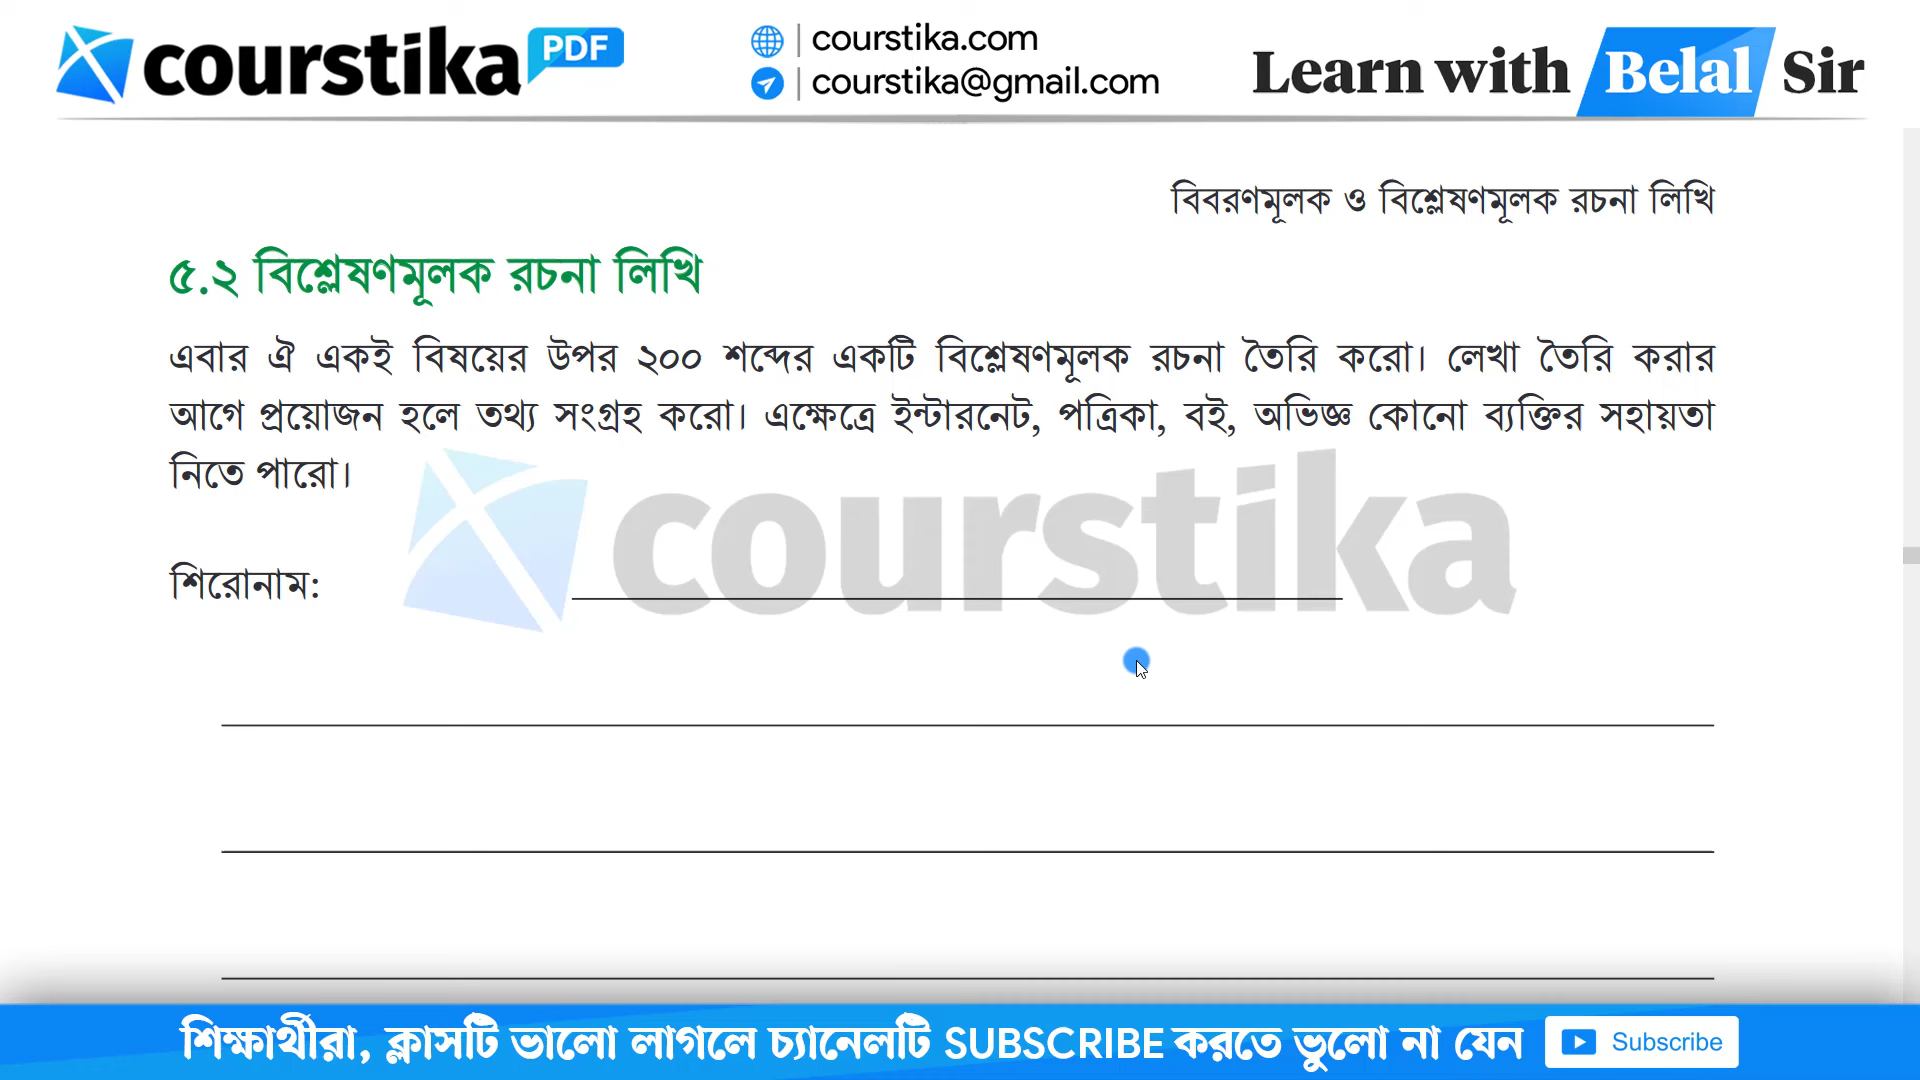 courstika PDF
courstika.com
courstika@gmail.com
Learn with Belal Sir
বিবরণমূলক ও বিশ্লেষণমূলক রচনা লিখি
৫.২ বিশ্লেষণমূলক রচনা লিখি
এবার ঐ একই বিষয়ের উপর ২০০ শব্দের একটি বিশ্লেষণমূলক রচনা তৈরি করো। লেখা তৈরি করার
আগে প্রয়োজন হলে তথ্য সংগ্রহ করো। এক্ষেত্রে ইন্টারনেট, পত্রিকা, বই, অভিজ্ঞ কোনো ব্যক্তির সহায়তা
নিতে পারো।
courstika
শিরোনাম:
শিক্ষার্থীরা, ক্লাসটি ভালো লাগলে চ্যানেলটি SUBSCRIBE করতে ভুলো না যেন
Subscribe